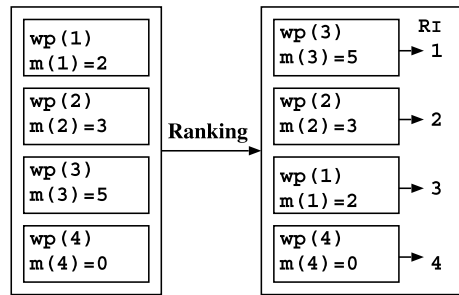 wp(1)
m(1)=2
wp(2)
m(2)=3
wp(3)
m(3)=5
wp(4)
m(4)=0
Ranking
RI
wp(3)
m(3)=5
1
wp(2)
m(2)=3
2
wp(1)
m(1)=2
3
wp(4)
m(4)=0
4